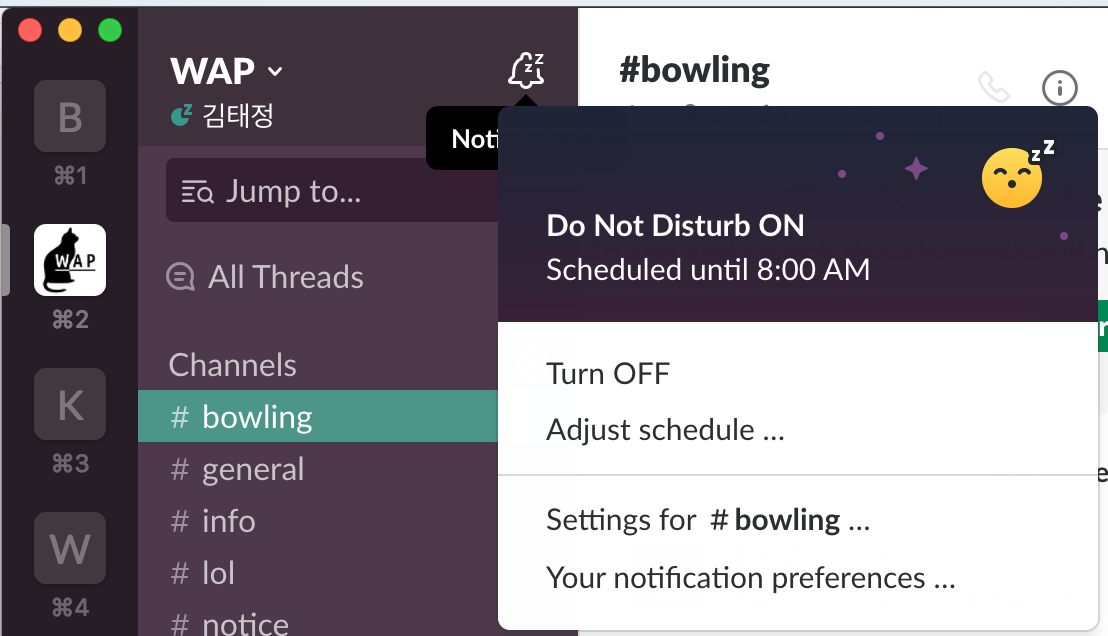 B
⌘1
WAP
⌘2
K
⌘3
W
⌘4
WAP
김태정
Jump to...
All Threads
Channels
# bowling
# general
# info
# lol
# notice
#bowling
Noti
zz
Do Not Disturb ON
Scheduled until 8:00 AM
Turn OFF
Adjust schedule ...
Settings for # bowling ...
Your notification preferences ...